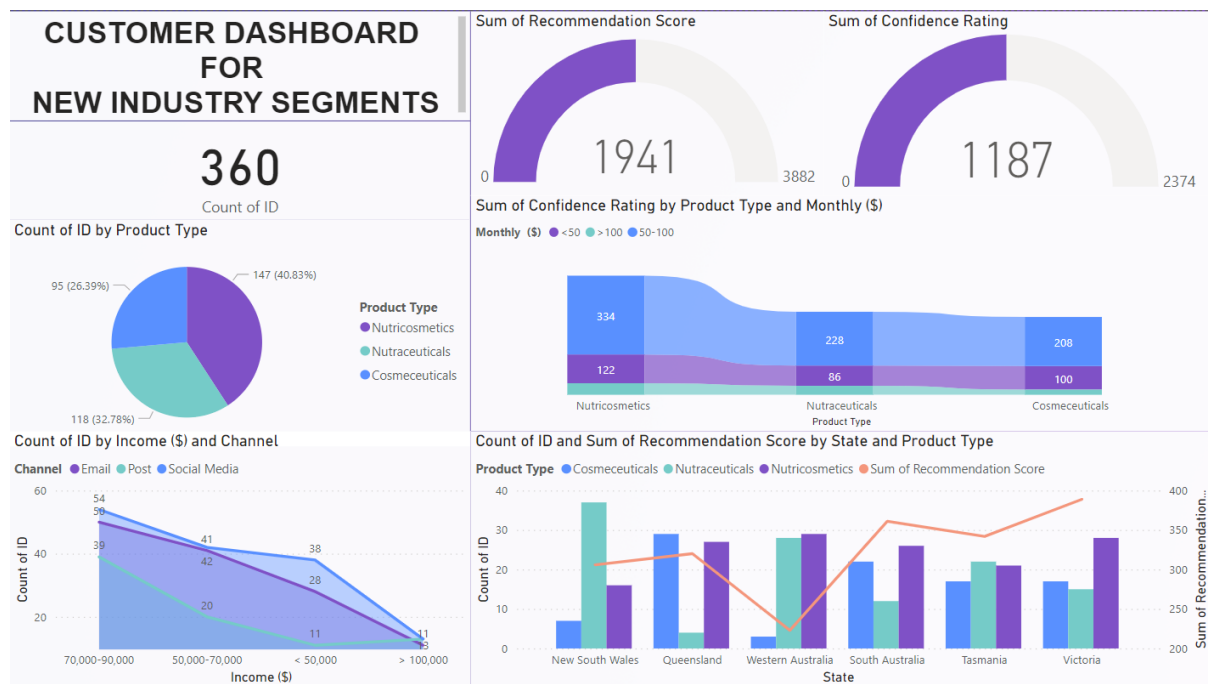 CUSTOMER DASHBOARD
FOR
NEW INDUSTRY SEGMENTS
360
Count of ID
Sum of Recommendation Score
1941
0
3882
Sum of Confidence Rating
1187
0
2374
Count of ID by Product Type
147 (40.83%)
95 (26.39%)
118 (32.78%)
Product Type
Nutricosmetics
Nutraceuticals
Cosmeceuticals
Sum of Confidence Rating by Product Type and Monthly ($)
Monthly ($) <50 >100 50-100
334
228
208
122
86
100
Nutricosmetics Nutraceuticals Cosmeceuticals
Product Type
Count of ID by Income ($) and Channel
Channel Email Post Social Media
Count of ID
60
40
20
54
50
39
41
42
20
38
28
11
11
13
70,000-90,000 50,000-70,000 < 50,000 > 100,000
Income ($)
Count of ID and Sum of Recommendation Score by State and Product Type
Product Type Cosmeceuticals Nutraceuticals Nutricosmetics Sum of Recommendation Score
Count of ID
40
30
20
10
0
400
350
300
250
200
Sum of Recommendation...
New South Wales Queensland Western Australia South Australia Tasmania Victoria
State